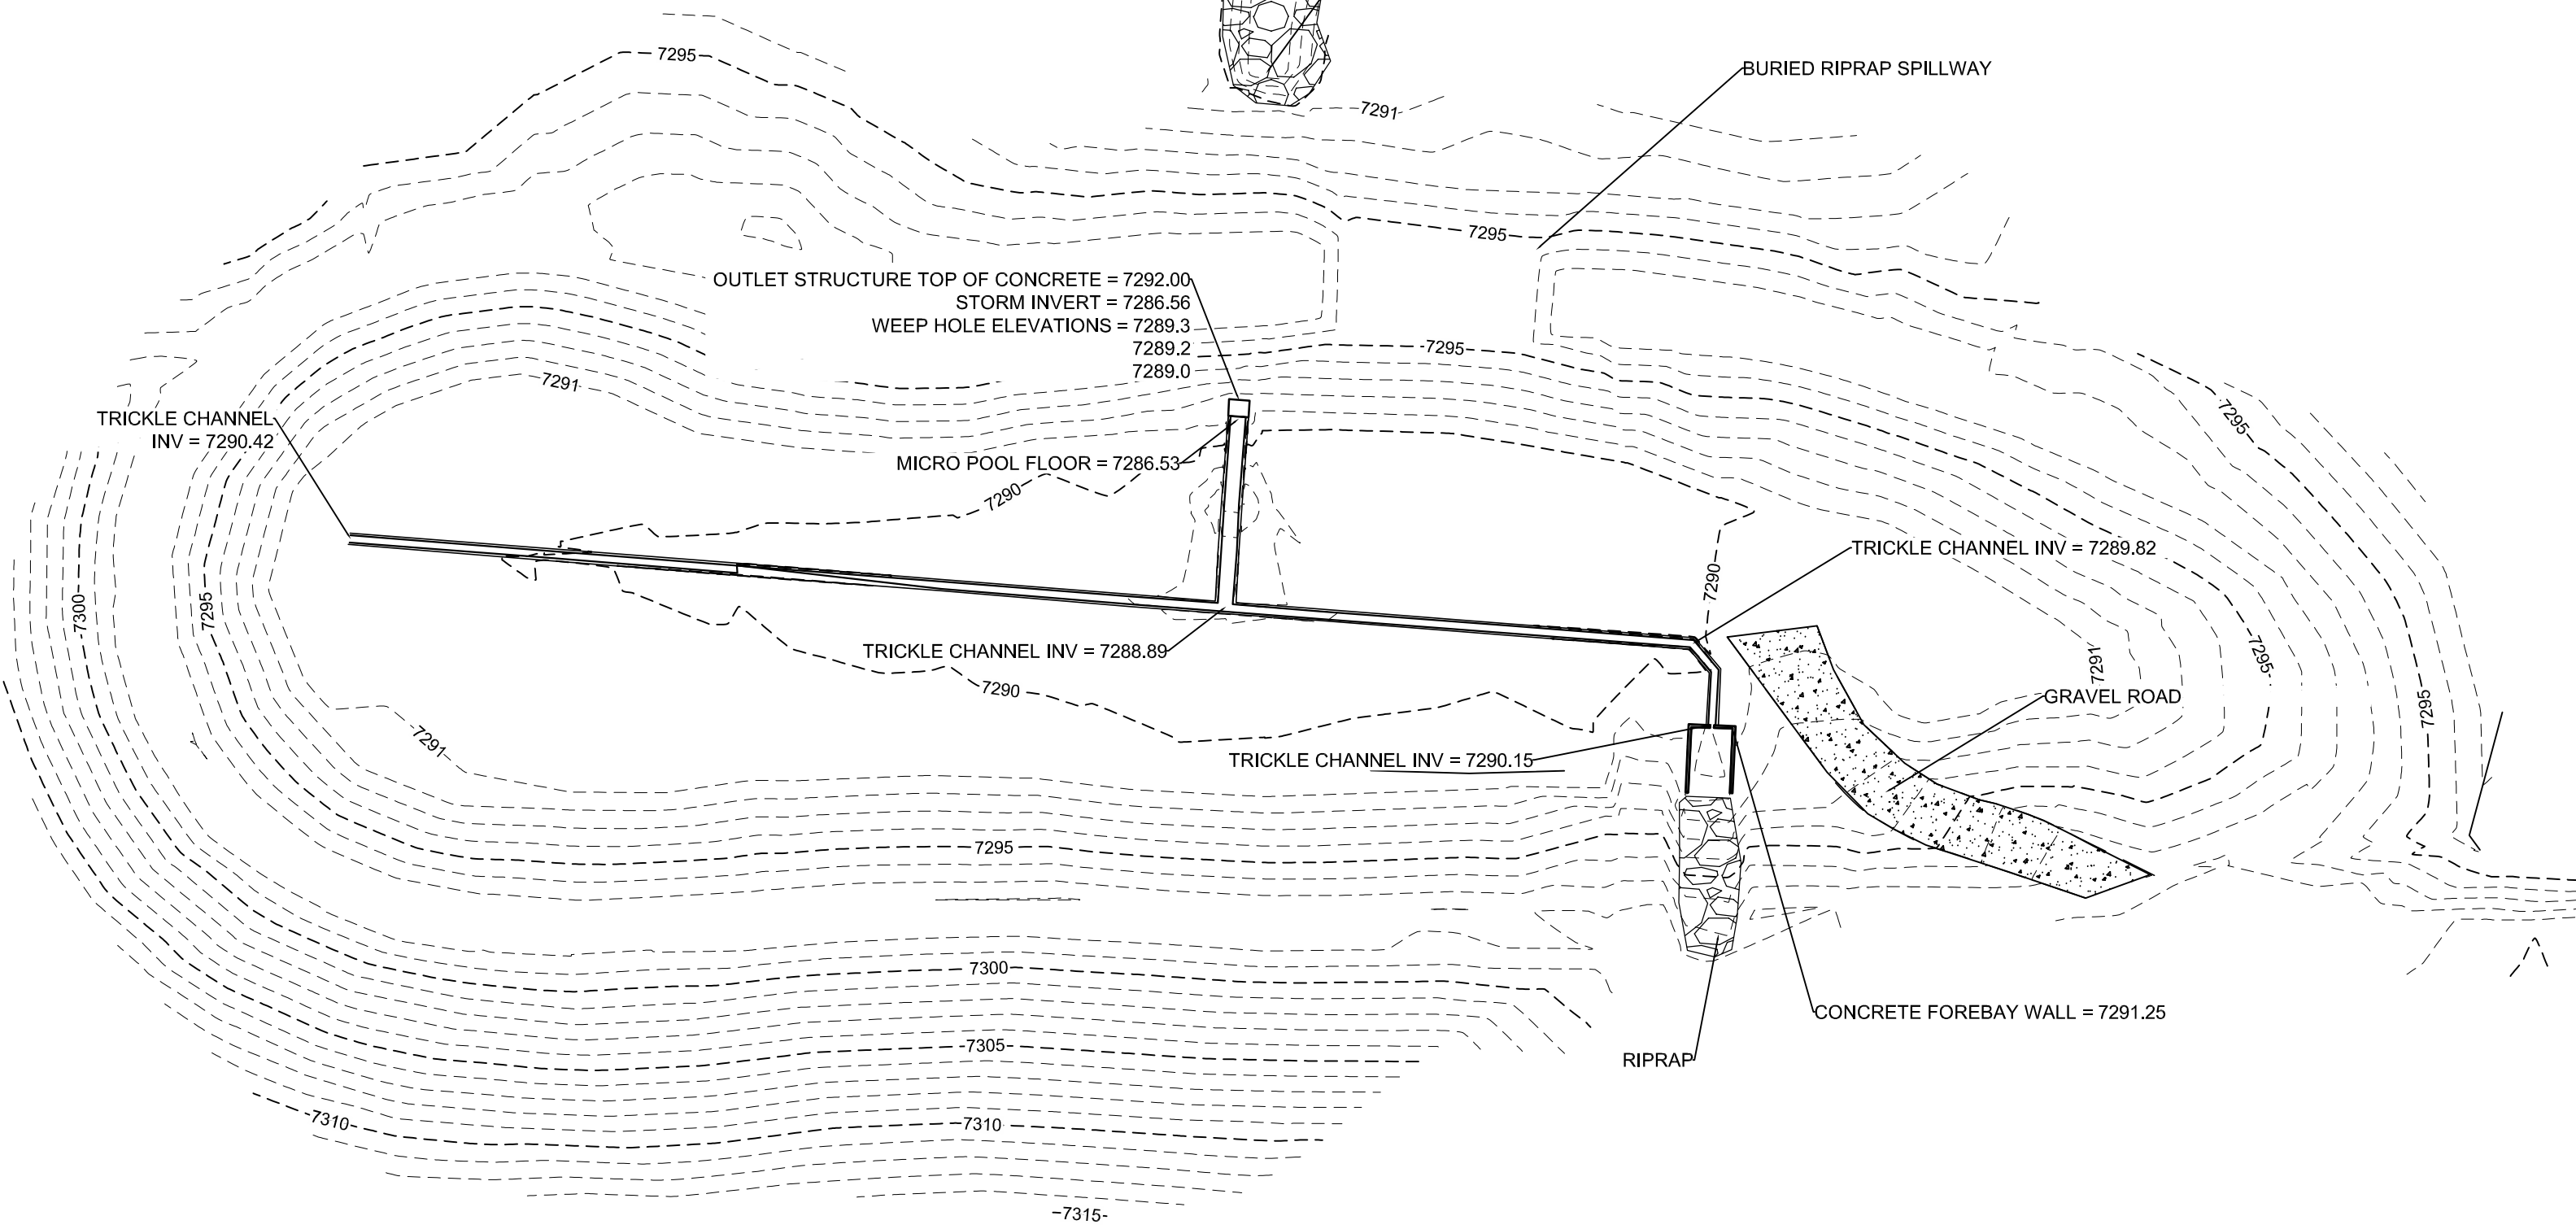 7295
BURIED RIPRAP SPILLWAY
7291
7295
OUTLET STRUCTURE TOP OF CONCRETE = 7292.00
STORM INVERT = 7286.56
WEEP HOLE ELEVATIONS = 7289.3
7289.2
7289.0
7295
7291
7295
TRICKLE CHANNEL
INV = 7290.42
MICRO POOL FLOOR = 7286.53
7290
TRICKLE CHANNEL INV = 7289.82
7290
7300
7295
TRICKLE CHANNEL INV = 7288.89
7291
7295
7290
GRAVEL ROAD
7295
7291
TRICKLE CHANNEL INV = 7290.15
7295
7300
CONCRETE FOREBAY WALL = 7291.25
7305
RIPRAP
7310
7310
7315